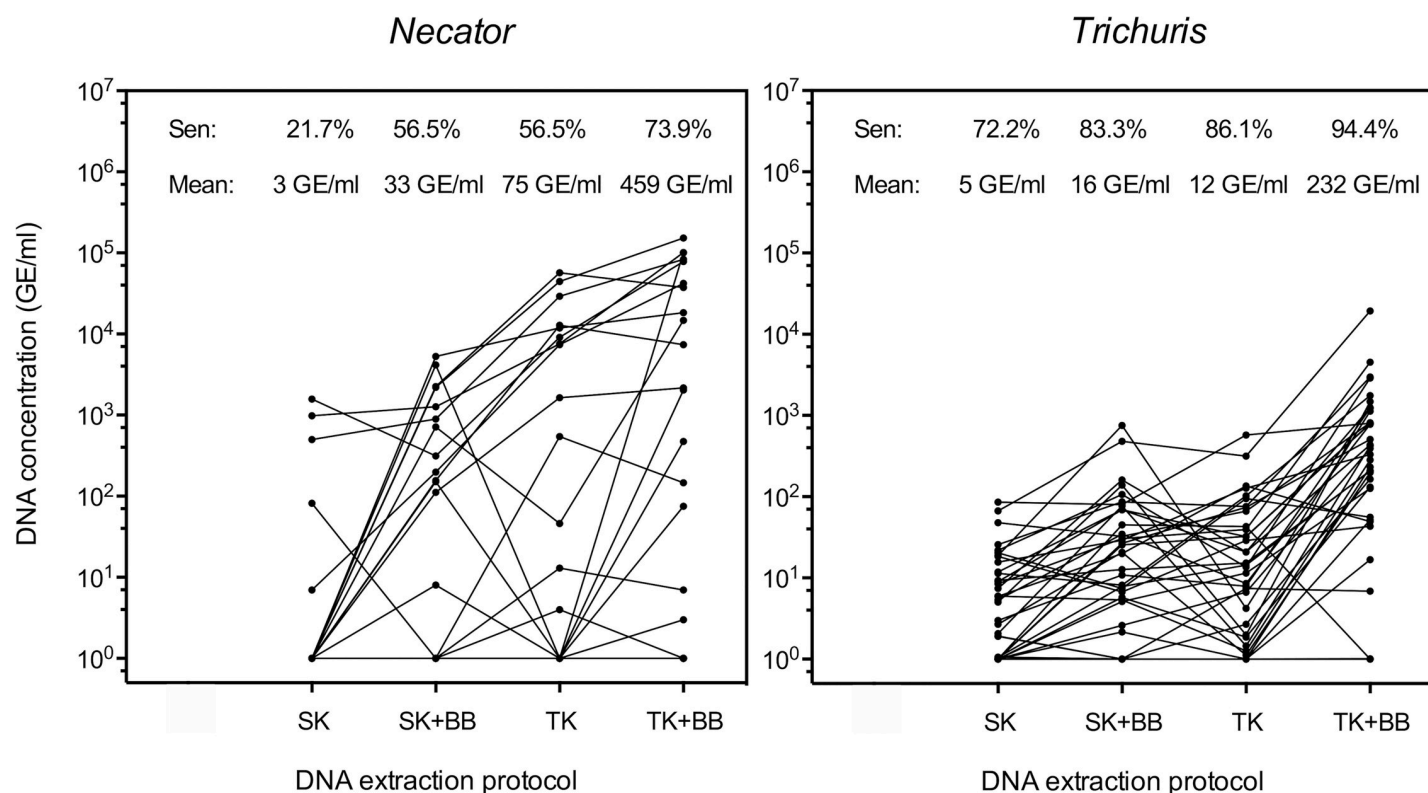 Necator
Trichuris
DNA concentration (GE/ml)
10^7
10^6
10^5
10^4
10^3
10^2
10^1
10^0
Sen: 21.7% 56.5% 56.5% 73.9%
Mean: 3 GE/ml 33 GE/ml 75 GE/ml 459 GE/ml
SK SK+BB TK TK+BB
DNA extraction protocol
10^7
10^6
10^5
10^4
10^3
10^2
10^1
10^0
Sen: 72.2% 83.3% 86.1% 94.4%
Mean: 5 GE/ml 16 GE/ml 12 GE/ml 232 GE/ml
SK SK+BB TK TK+BB
DNA extraction protocol